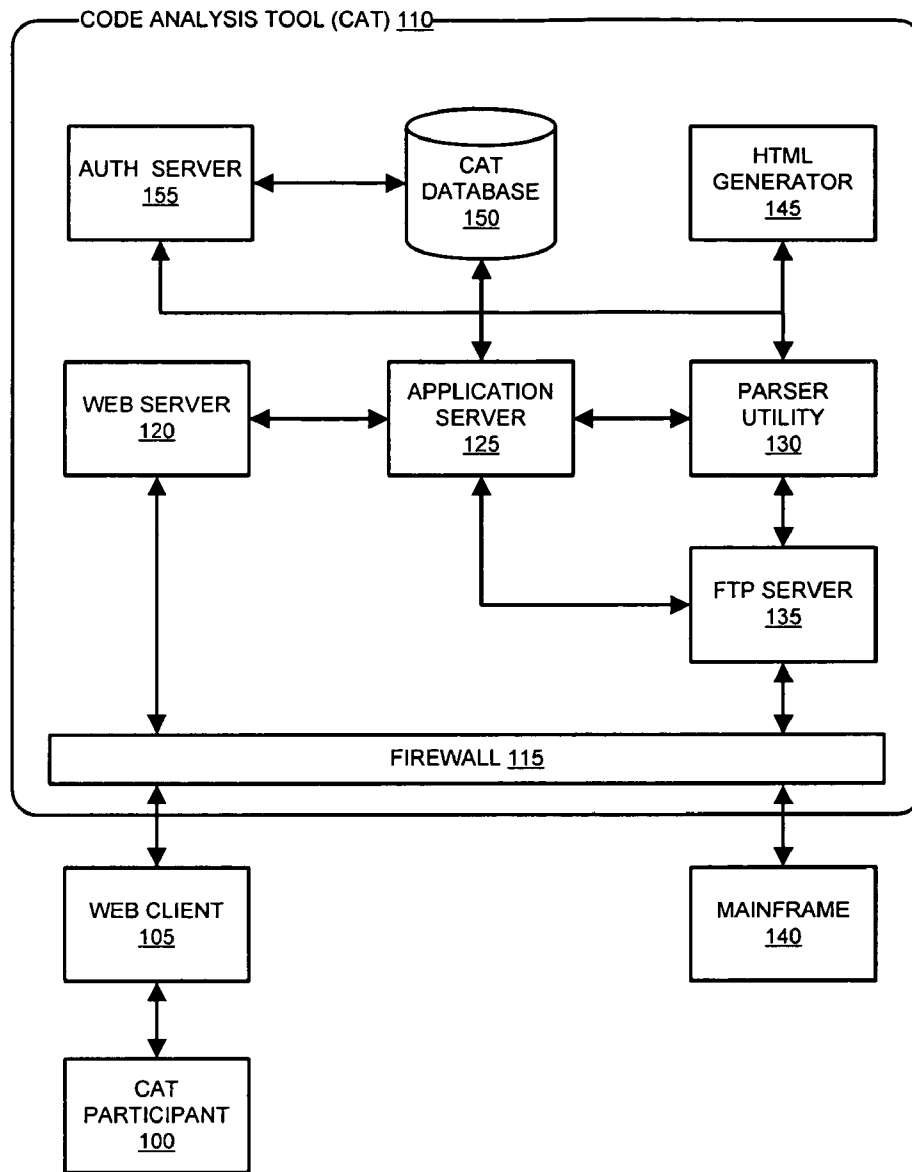 CODE ANALYSIS TOOL (CAT) 110
AUTH SERVER
155
CAT
DATABASE
150
HTML
GENERATOR
145
WEB SERVER
120
APPLICATION
SERVER
125
PARSER
UTILITY
130
FTP SERVER
135
FIREWALL 115
WEB CLIENT
105
MAINFRAME
140
CAT
PARTICIPANT
100